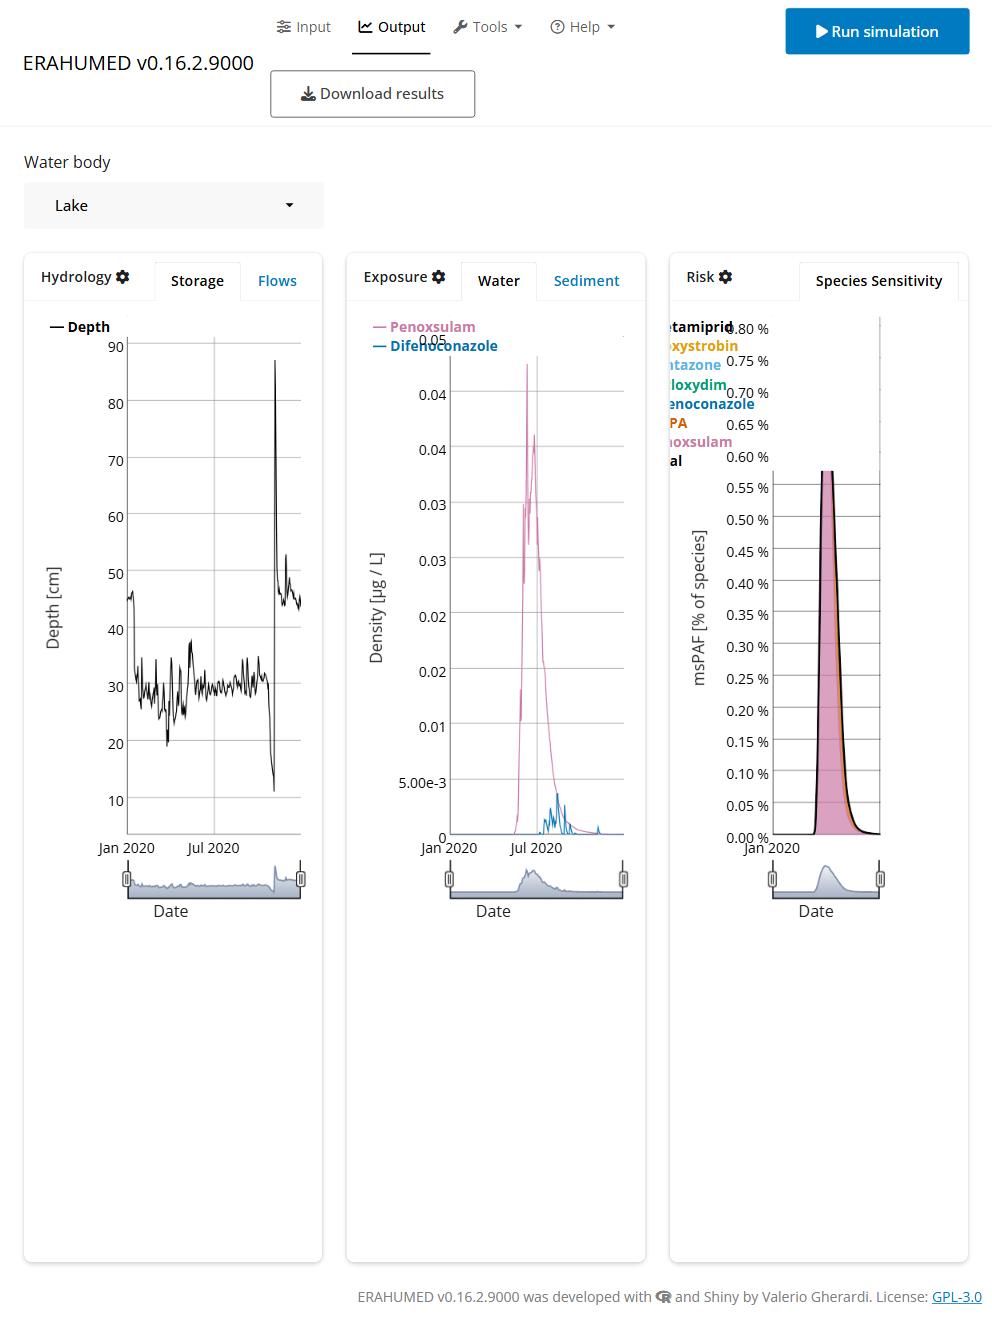 ERAHUMED v0.16.2.9000
Input
Output
Tools
Help
Run simulation
Download results
Water body
Lake
Hydrology
Storage
Flows
Depth
90
80
70
60
50
40
30
20
10
Depth [cm]
Jan 2020
Jul 2020
Date
Exposure
Water
Sediment
Penoxsulam
Difenoconazole
0.05
0.04
0.04
0.03
0.03
0.02
0.02
0.01
5.00e-3
0
Density [µg / L]
Jan 2020
Jul 2020
Date
Risk
Species Sensitivity
etamiprid
oxystrobin
ntazone
cloxydim
enoconazole
PA
noxsulam
al
0.80 %
0.75 %
0.70 %
0.65 %
0.60 %
0.55 %
0.50 %
0.45 %
0.40 %
0.35 %
0.30 %
0.25 %
0.20 %
0.15 %
0.10 %
0.05 %
0.00 %
msPAF [% of species]
Jan 2020
Date
ERAHUMED v0.16.2.9000 was developed with and Shiny by Valerio Gherardi. License: GPL-3.0